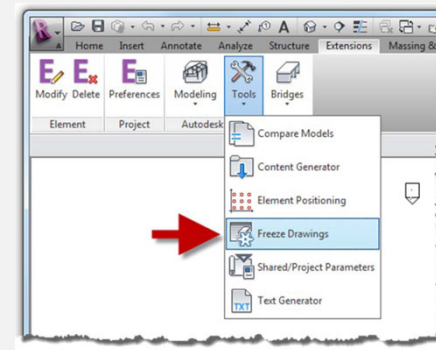 Home Insert Annotate Analyze Structure Extensions Massing &
Modify Delete Preferences Modeling Tools Bridges
Element Project Autodesk
Compare Models
Content Generator
Element Positioning
Freeze Drawings
Shared/Project Parameters
TXT Text Generator